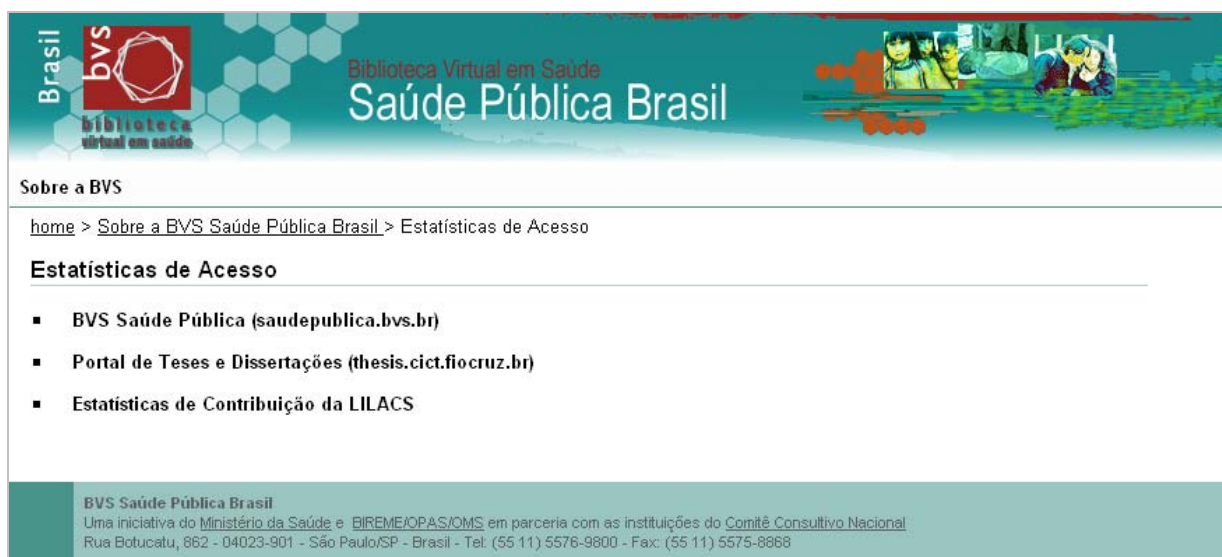 Brasil
bvs
biblioteca
virtual em saúde
Biblioteca Virtual em Saúde
Saúde Pública Brasil
Sobre a BVS
home > Sobre a BVS Saúde Pública Brasil > Estatísticas de Acesso
Estatísticas de Acesso
▪ BVS Saúde Pública (saudepublica.bvs.br)
▪ Portal de Teses e Dissertações (thesis.cict.fiocruz.br)
▪ Estatísticas de Contribuição da LILACS
BVS Saúde Pública Brasil
Uma iniciativa do Ministério da Saúde e BIREME/OPAS/OMS em parceria com as instituições do Comitê Consultivo Nacional
Rua Botucatu, 862 - 04023-901 - São Paulo/SP - Brasil - Tel: (55 11) 5576-9800 - Fax: (55 11) 5575-8868